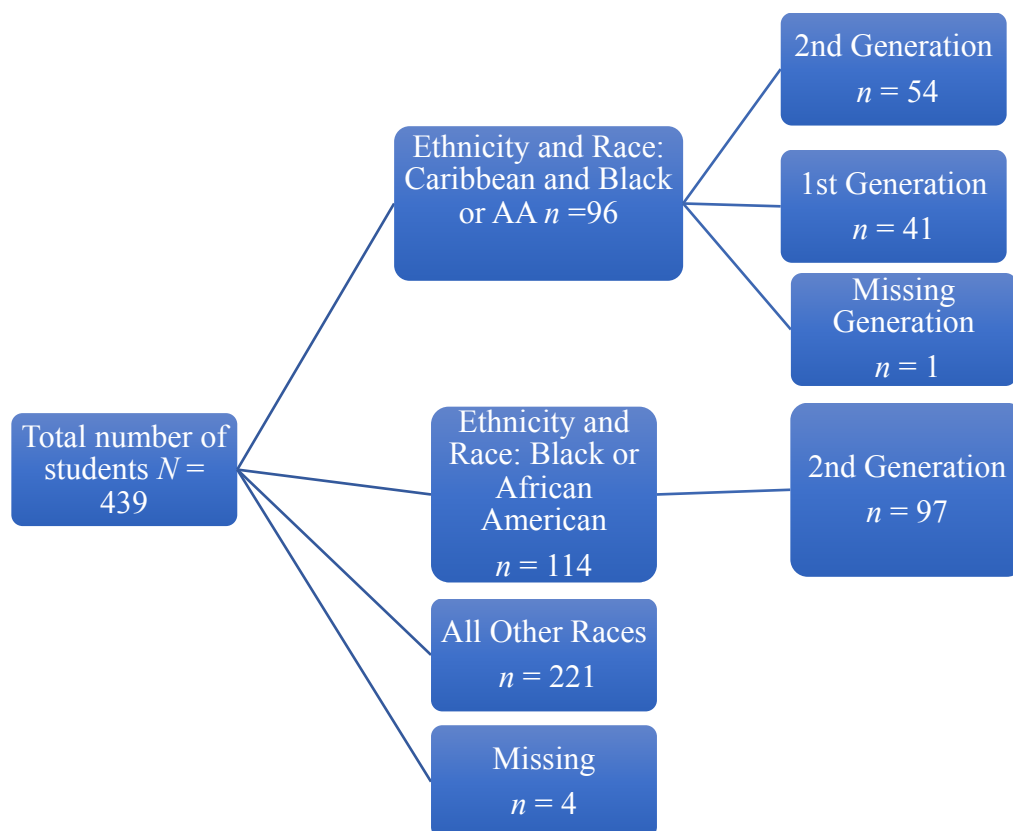 Total number of
students N =
439
Ethnicity and Race:
Caribbean and Black
or AA n =96
2nd Generation
n = 54
1st Generation
n = 41
Missing
Generation
n = 1
Ethnicity and
Race: Black or
African
American
n = 114
2nd Generation
n = 97
All Other Races
n = 221
Missing
n = 4